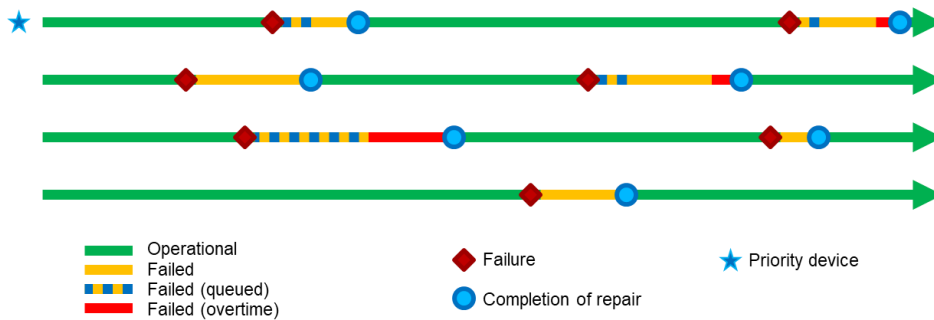 Operational
Failed
Failed (queued)
Failed (overtime)
Failure
Completion of repair
Priority device